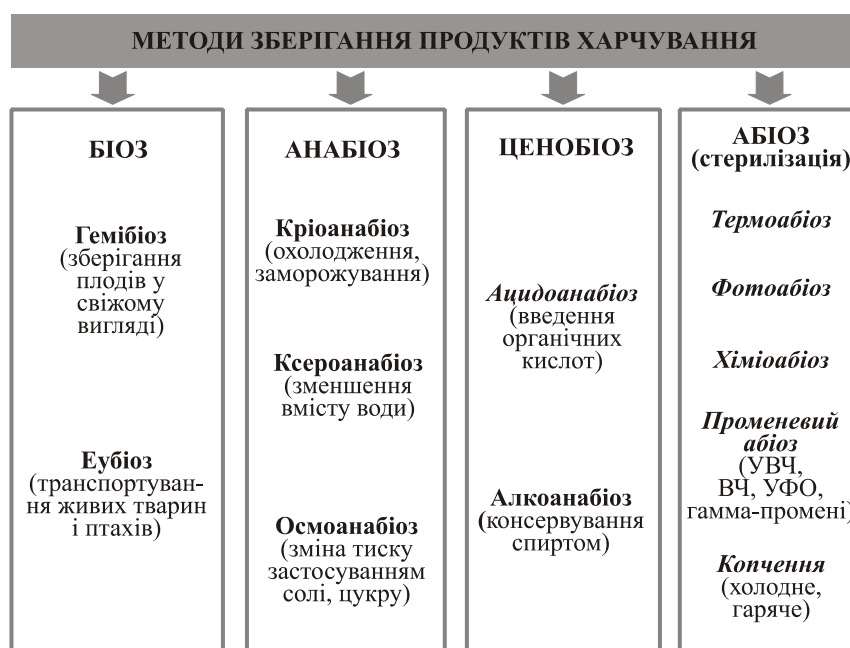 МЕТОДИ ЗБЕРІГАННЯ ПРОДУКТІВ ХАРЧУВАННЯ
БІОЗ
Гемібіоз
(зберігання
плодів у
свіжому
вигляді)
Еубіоз
(транспортуван-
ня живих тварин
і птахів)
АНАБІОЗ
Кріоанабіоз
(охолодження,
заморожування)
Ксероанабіоз
(зменшення
вмісту води)
Осмоанабіоз
(зміна тиску
застосуванням
солі, цукру)
ЦЕНОБІОЗ
Ацидоанабіоз
(введення
органічних
кислот)
Алкоанабіоз
(консервування
спиртом)
АБІОЗ
(стерилізація)
Термоабіоз
Фотоабіоз
Хіміоабіоз
Променевий
абіоз
(УВЧ,
ВЧ, УФО,
гамма-промені)
Копчення
(холодне,
гаряче)